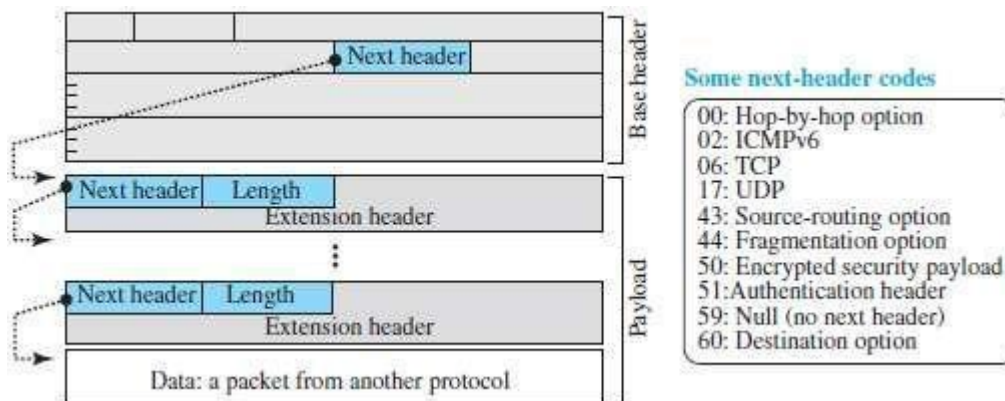 Next header
Base header
Next header
Length
Extension header
Next header
Length
Extension header
Data: a packet from another protocol
Payload
Some next-header codes
00: Hop-by-hop option
02: ICMPv6
06: TCP
17: UDP
43: Source-routing option
44: Fragmentation option
50: Encrypted security payload
51:Authentication header
59: Null (no next header)
60: Destination option